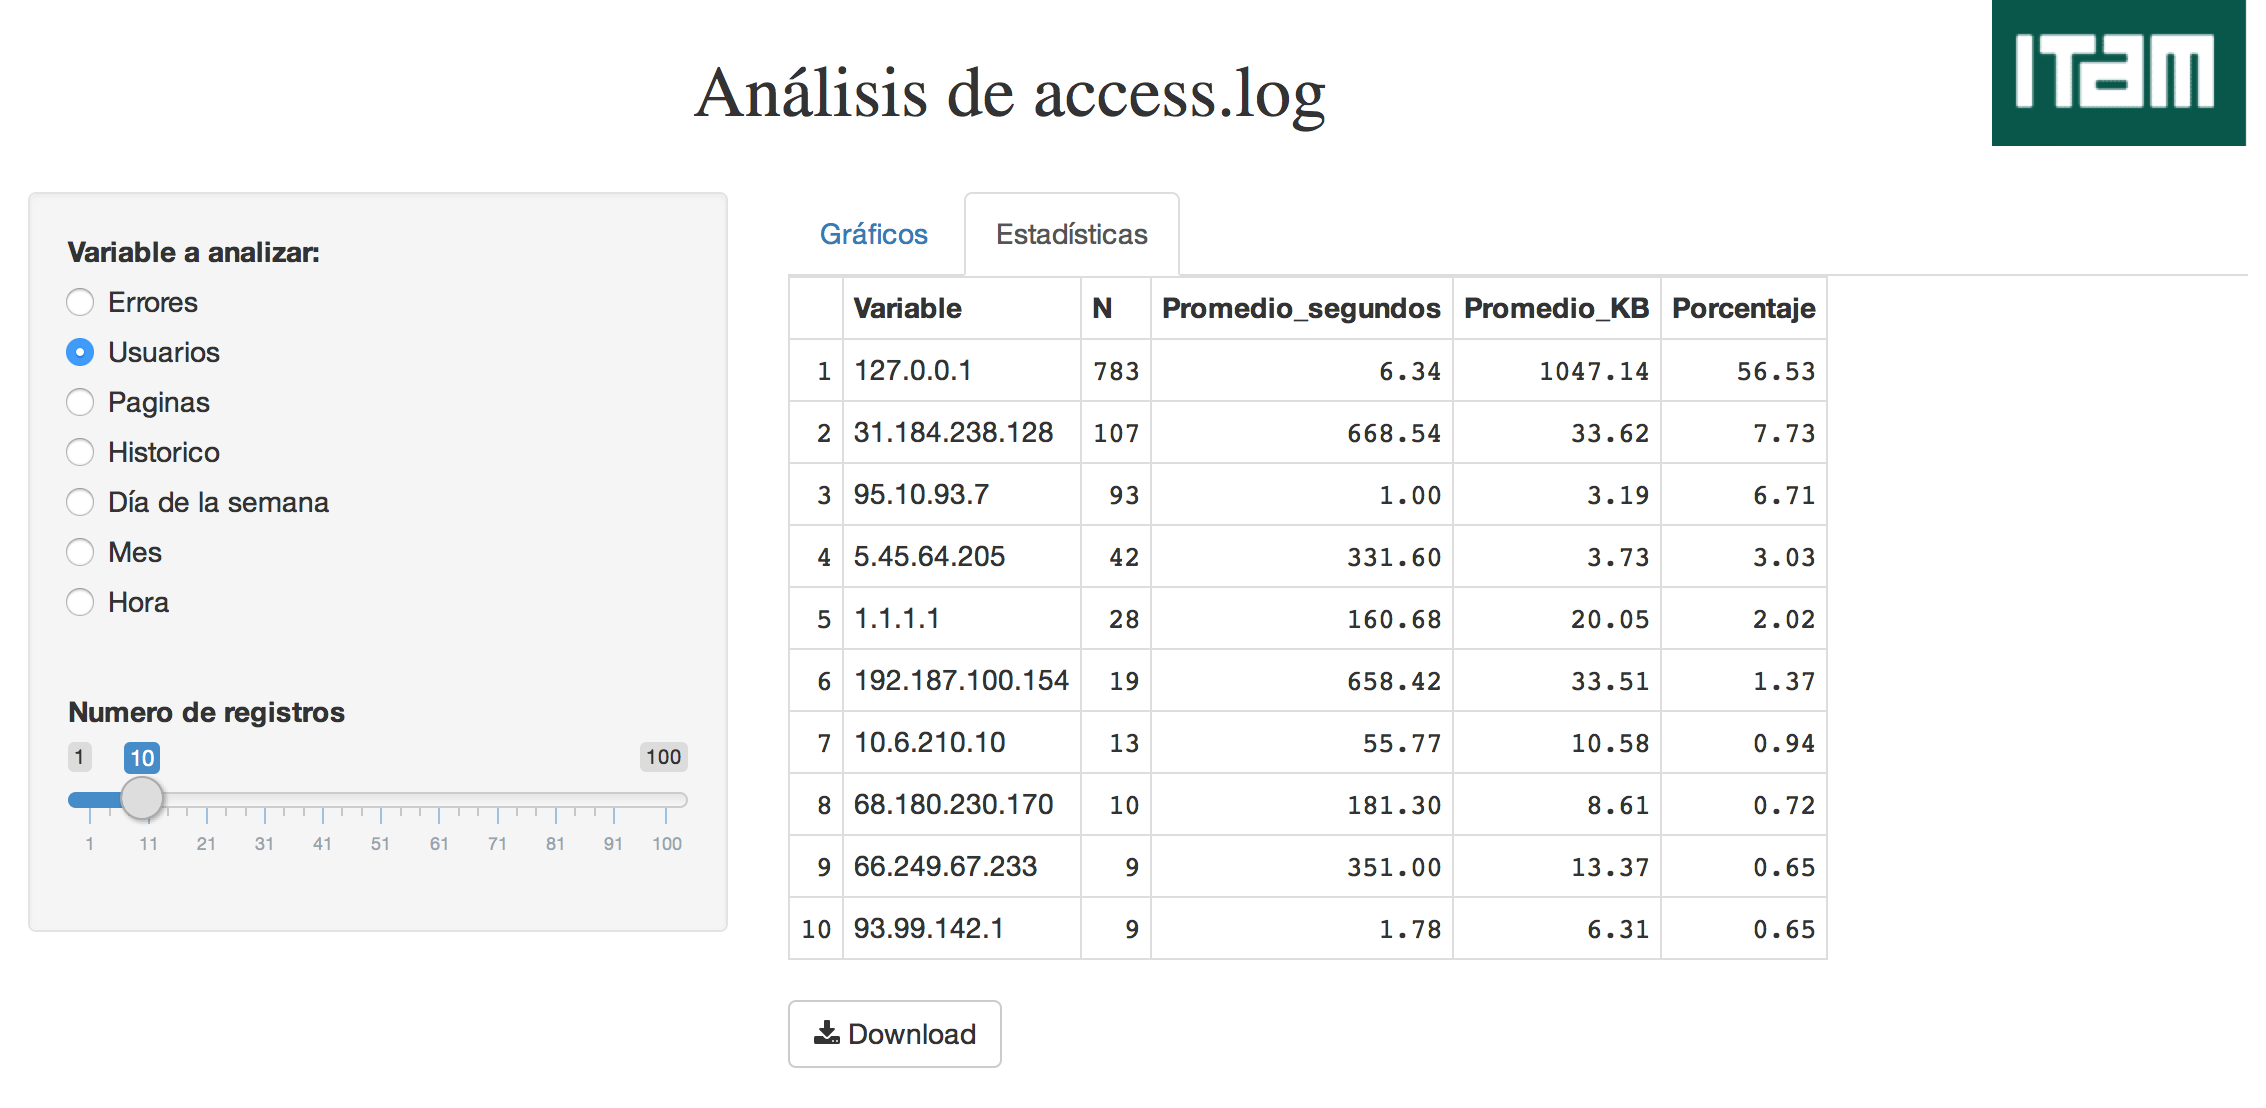 ITAM
Análisis de access.log
Variable a analizar:
Errores
Usuarios
Paginas
Historico
Día de la semana
Mes
Hora
Numero de registros
1 10 100
1 11 21 31 41 51 61 71 81 91 100
Gráficos Estadísticas
Variable N Promedio_segundos Promedio_KB Porcentaje
1 127.0.0.1 783 6.34 1047.14 56.53
2 31.184.238.128 107 668.54 33.62 7.73
3 95.10.93.7 93 1.00 3.19 6.71
4 5.45.64.205 42 331.60 3.73 3.03
5 1.1.1.1 28 160.68 20.05 2.02
6 192.187.100.154 19 658.42 33.51 1.37
7 10.6.210.10 13 55.77 10.58 0.94
8 68.180.230.170 10 181.30 8.61 0.72
9 66.249.67.233 9 351.00 13.37 0.65
10 93.99.142.1 9 1.78 6.31 0.65
Download